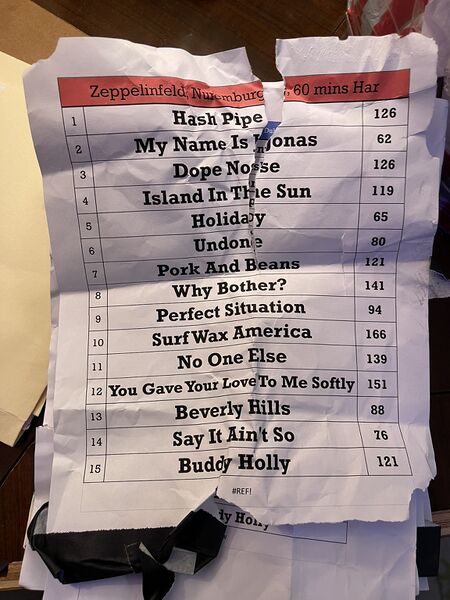 Zeppelinfeld, Nuremburg , 60 mins Har
1 Hash Pipe 126
2 My Name Is Jonas 62
3 Dope Nose 126
4 Island In The Sun 119
5 Holiday 65
6 Undone 80
7 Pork And Beans 121
8 Why Bother? 141
9 Perfect Situation 94
10 Surf Wax America 166
11 No One Else 139
12 You Gave Your Love To Me Softly 151
13 Beverly Hills 88
14 Say It Ain't So 76
15 Buddy Holly 121
#REF!
dy Holly